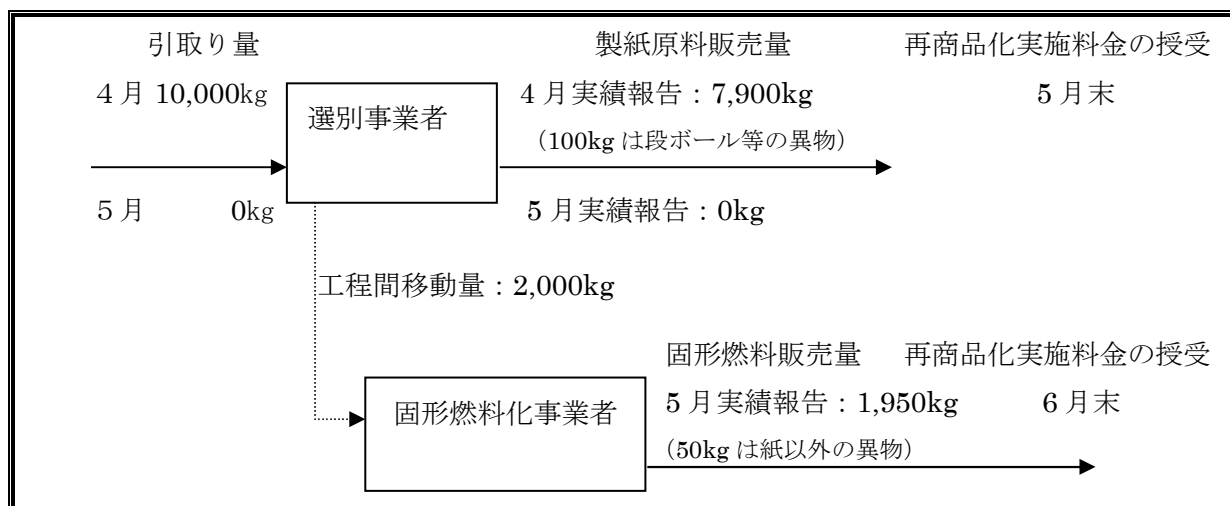 引取り量　製紙原料販売量　再商品化実施料金の授受
４月 10,000kg　4 月実績報告：7,900kg　5 月末
選別事業者
（100kg は段ボール等の異物）
５月　0kg　5 月実績報告：0kg
工程間移動量：2,000kg
固形燃料販売量　再商品化実施料金の授受
固形燃料化事業者　5 月実績報告：1,950kg　6 月末
（50kg は紙以外の異物）